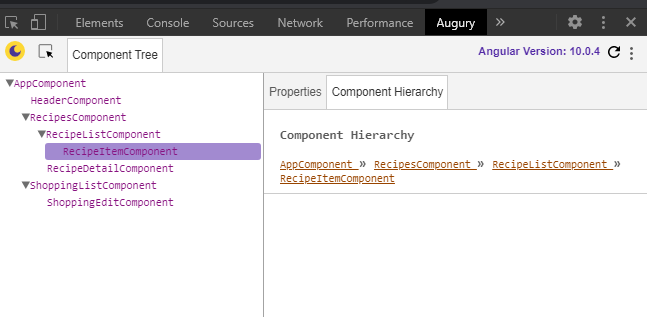 Elements Console Sources Network Performance Augury »
Component Tree Angular Version: 10.0.4
AppComponent
HeaderComponent
RecipesComponent
RecipeListComponent
RecipeItemComponent
RecipeDetailComponent
ShoppingListComponent
ShoppingEditComponent
Properties Component Hierarchy
Component Hierarchy
AppComponent » RecipesComponent » RecipeListComponent »
RecipeItemComponent